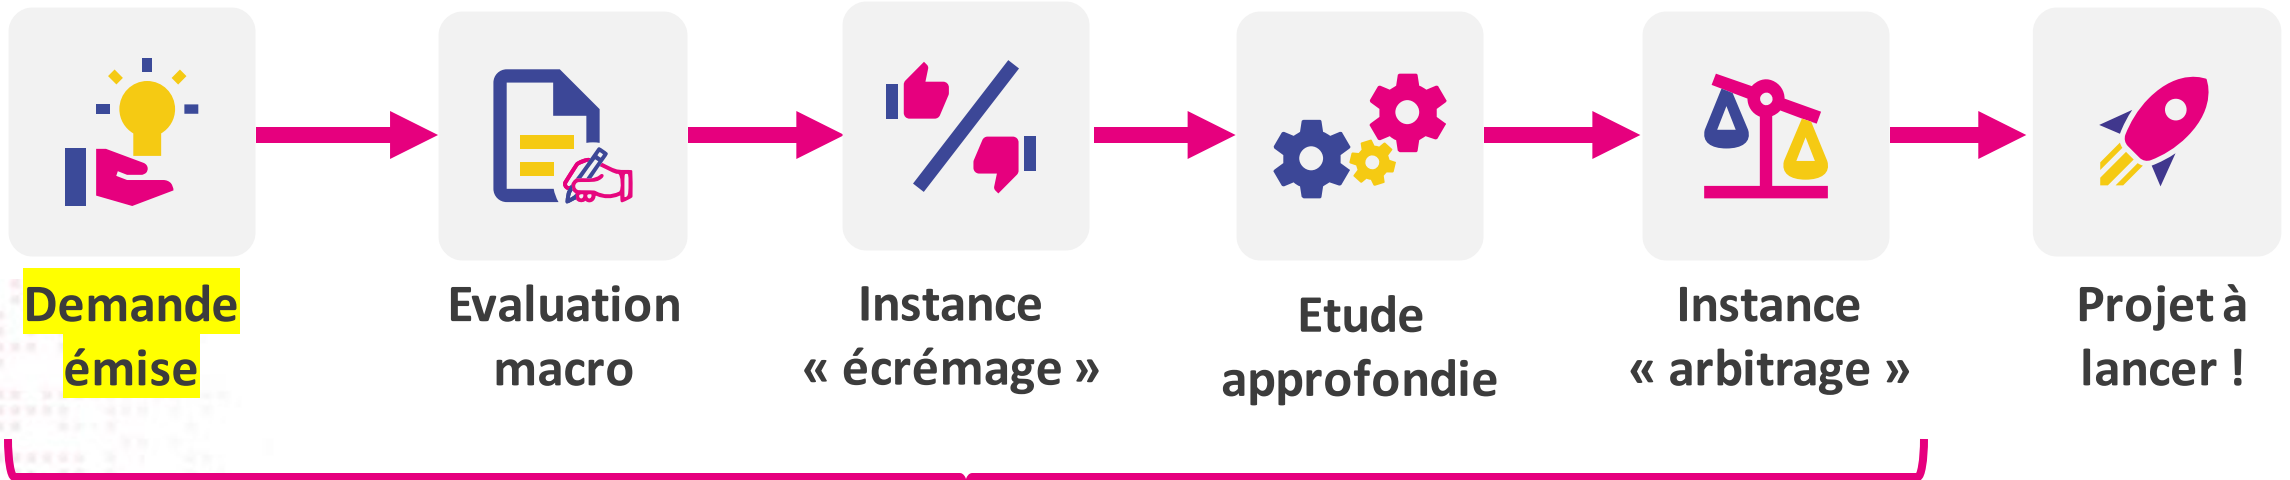 Demande
émise
Evaluation
macro
Instance
« écrémage »
Etude
approfondie
Instance
« arbitrage »
Projet à
lancer !